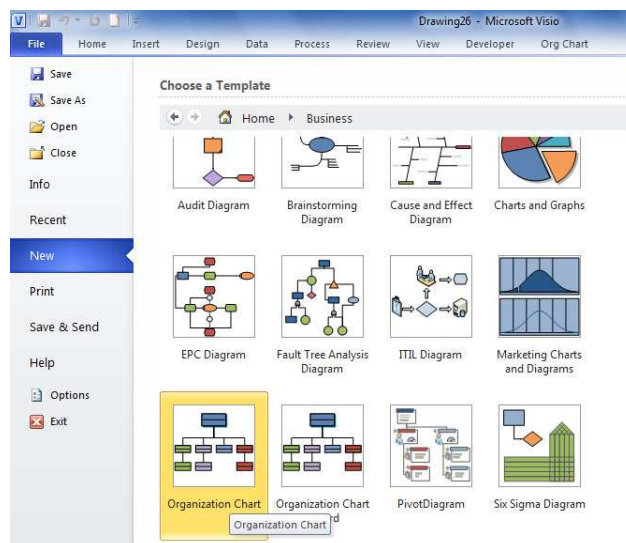 Drawing26 - Microsoft Visio
File Home Insert Design Data Process Review View Developer Org Chart
Save
Save As
Open
Close
Info
Recent
New
Print
Save & Send
Help
Options
Exit
Choose a Template
Home Business
Audit Diagram
Brainstorming
Diagram
Cause and Effect
Diagram
Charts and Graphs
EPC Diagram
Fault Tree Analysis
Diagram
ITIL Diagram
Marketing Charts
and Diagrams
Organization Chart
Organization Chart
PivotDiagram
Six Sigma Diagram
Organization Chart